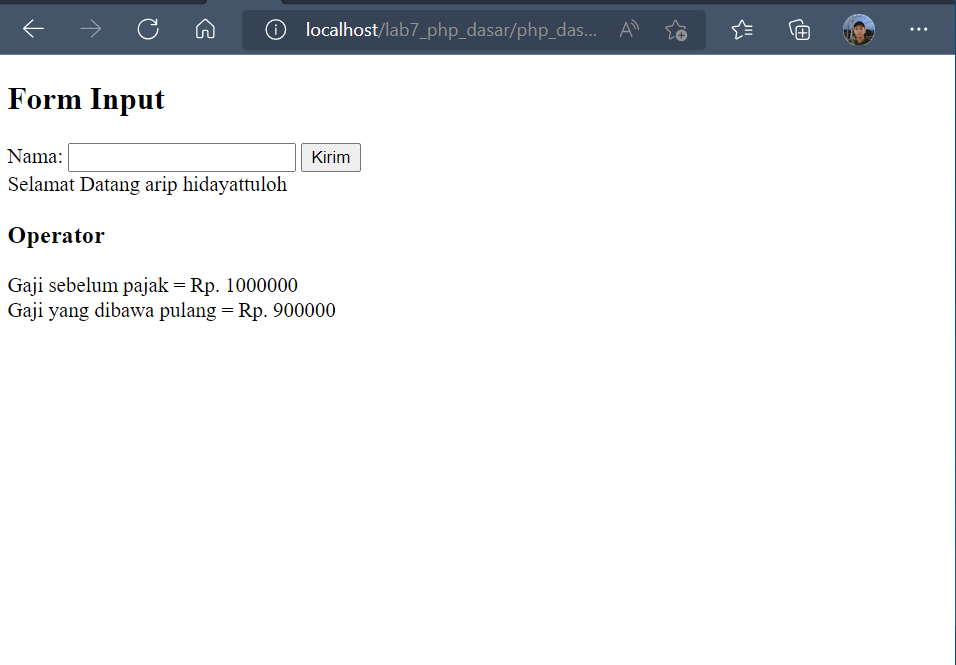 localhost/lab7_php_dasar/php_das...
Form Input
Nama: Kirim
Selamat Datang arip hidayattuloh
Operator
Gaji sebelum pajak = Rp. 1000000
Gaji yang dibawa pulang = Rp. 900000